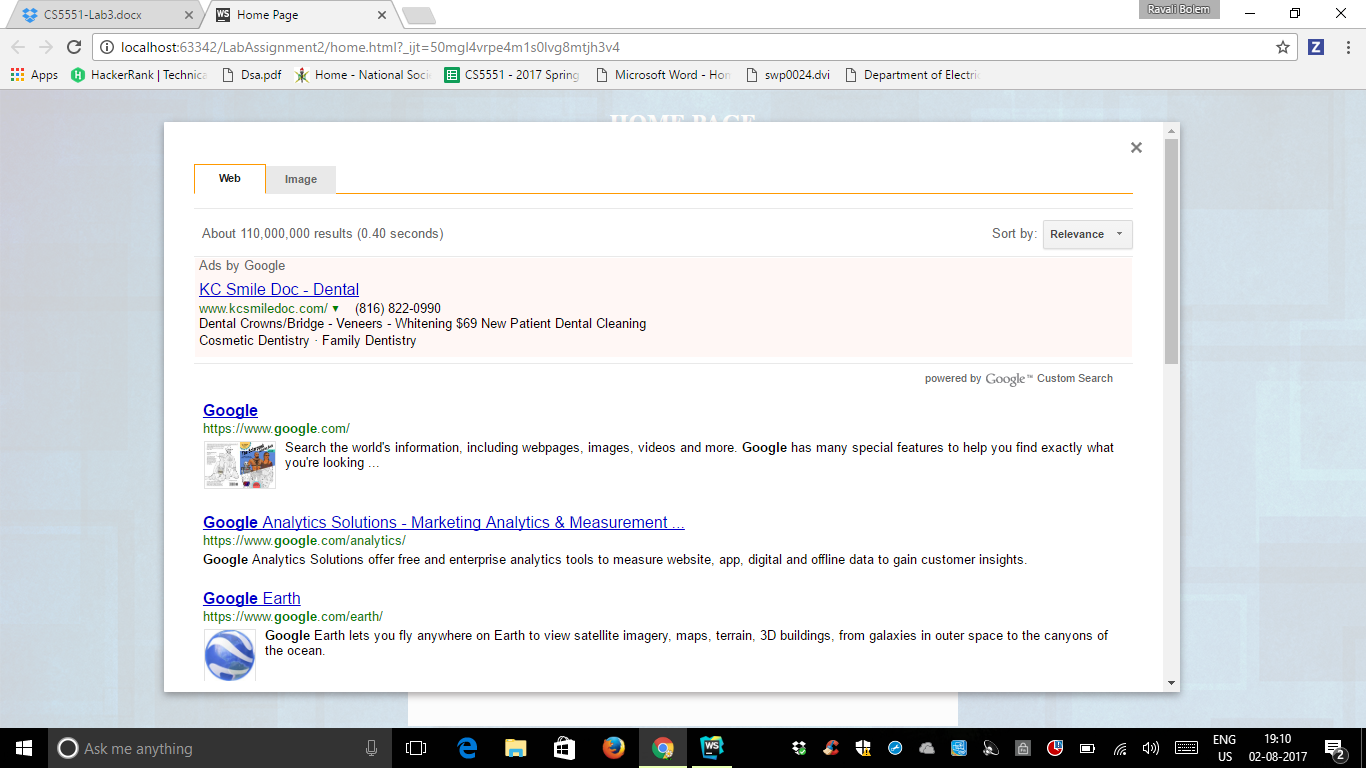 CS5551-Lab3.docx
Home Page
Ravali Bolem
localhost:63342/LabAssignment2/home.html?_ijt=50mgl4vrpe4m1s0lvg8mtjh3v4
Apps
HackerRank | Technica
Dsa.pdf
Home - National Soci
CS5551 - 2017 Spring
Microsoft Word - Hon
swp0024.dvi
Department of Electri
HOME PAGE
Web
Image
About 110,000,000 results (0.40 seconds)
Sort by:
Relevance
Ads by Google
KC Smile Doc - Dental
www.kcsmiledoc.com/ (816) 822-0990
Dental Crowns/Bridge - Veneers - Whitening $69 New Patient Dental Cleaning
Cosmetic Dentistry · Family Dentistry
powered by Google™ Custom Search
Google
https://www.google.com/
Search the world's information, including webpages, images, videos and more. Google has many special features to help you find exactly what
you're looking ...
Google Analytics Solutions - Marketing Analytics & Measurement ...
https://www.google.com/analytics/
Google Analytics Solutions offer free and enterprise analytics tools to measure website, app, digital and offline data to gain customer insights.
Google Earth
https://www.google.com/earth/
Google Earth lets you fly anywhere on Earth to view satellite imagery, maps, terrain, 3D buildings, from galaxies in outer space to the canyons of
the ocean.
Ask me anything
WS
ENG
US
19:10
02-08-2017
2